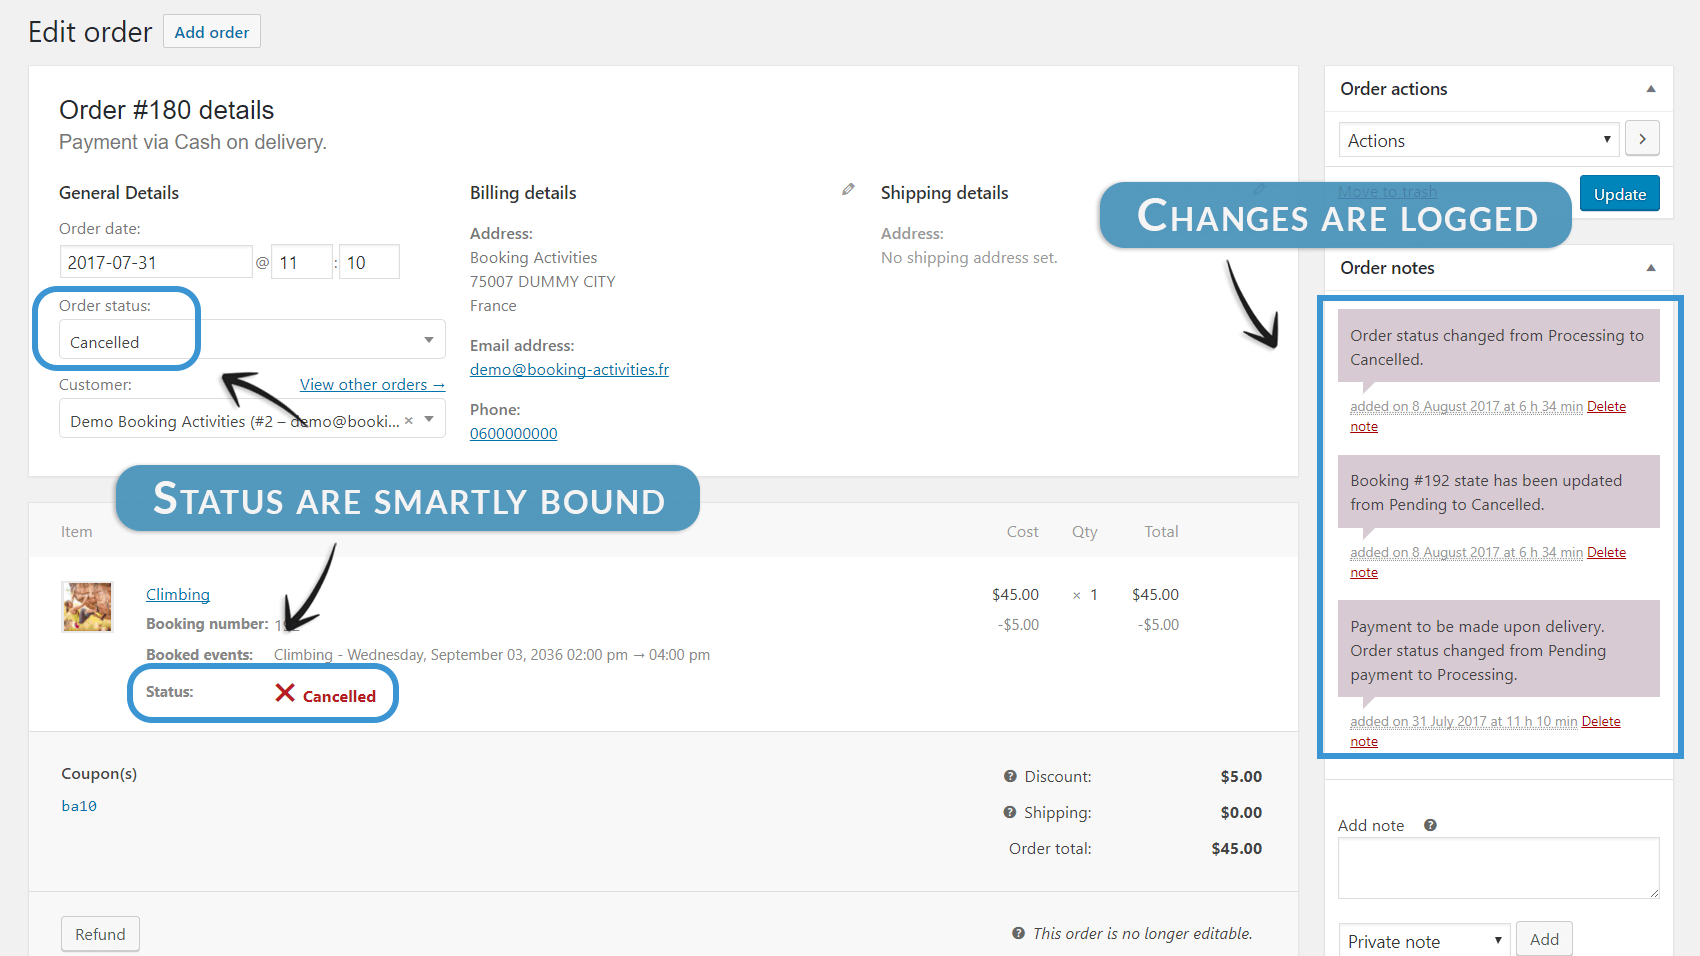 Edit order
Add order
Order #180 details
Payment via Cash on delivery.
General Details
Order date:
2017-07-31 @ 11 : 10
Order status:
Cancelled
Customer:
View other orders →
Demo Booking Activities (#2 – demo@booki... ×
Billing details
Address:
Booking Activities
75007 DUMMY CITY
France
Email address:
demo@booking-activities.fr
Phone:
0600000000
Shipping details
Address:
No shipping address set.
STATUS ARE SMARTLY BOUND
Item Cost Qty Total
Climbing $45.00 × 1 $45.00
Booking number: 192 -$5.00 -$5.00
Booked events: Climbing - Wednesday, September 03, 2036 02:00 pm → 04:00 pm
Status: Cancelled
Coupon(s)
ba10
Discount: $5.00
Shipping: $0.00
Order total: $45.00
Refund
This order is no longer editable.
Order actions
Actions
Move to trash
Update
CHANGES ARE LOGGED
Order notes
Order status changed from Processing to
Cancelled.
added on 8 August 2017 at 6 h 34 min Delete
note
Booking #192 state has been updated
from Pending to Cancelled.
added on 8 August 2017 at 6 h 34 min Delete
note
Payment to be made upon delivery.
Order status changed from Pending
payment to Processing.
added on 31 July 2017 at 11 h 10 min Delete
note
Add note
Private note
Add